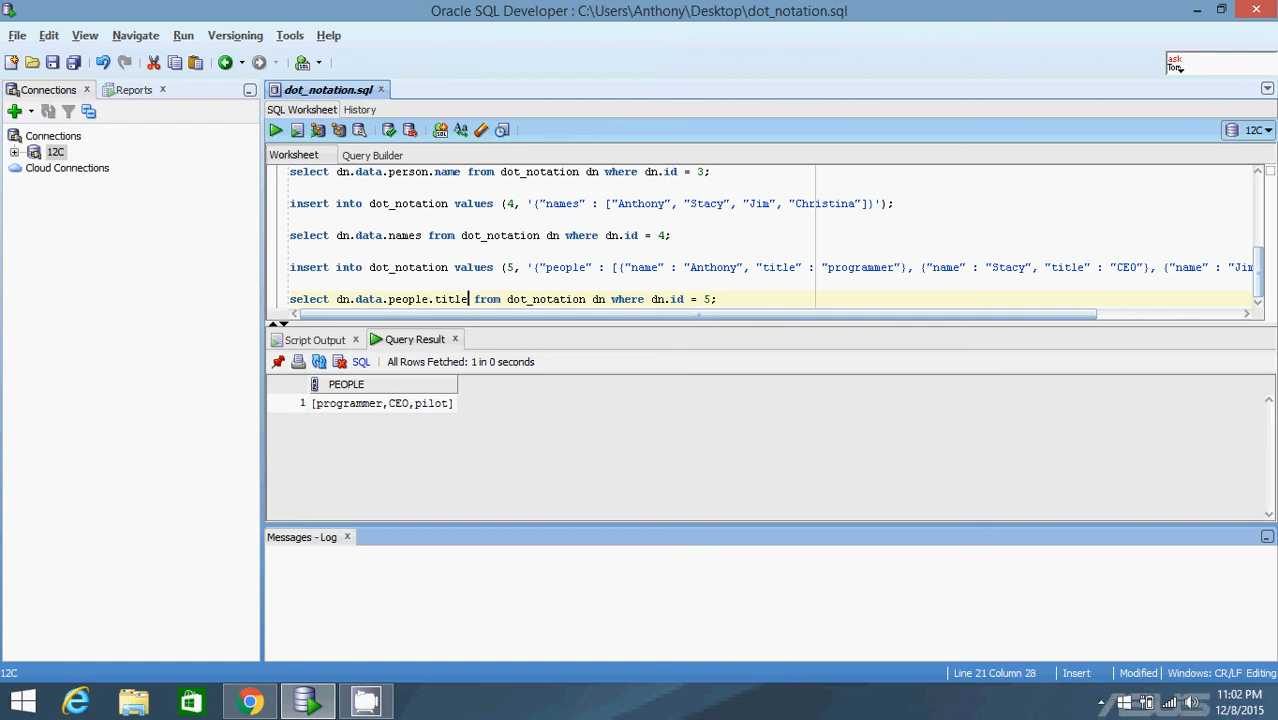 Oracle SQL Developer : C:\Users\Anthony\Desktop\dot_notation.sql
File Edit View Navigate Run Versioning Tools Help
ask
Tom
Connections
Reports
dot_notation.sql
SQL Worksheet History
Connections
12C
Cloud Connections
12C
Worksheet Query Builder
select dn.data.person.name from dot_notation dn where dn.id = 3;
insert into dot_notation values (4, '{"names" : ["Anthony", "Stacy", "Jim", "Christina"]}');
select dn.data.names from dot_notation dn where dn.id = 4;
insert into dot_notation values (5, '{"people" : [{"name" : "Anthony", "title" : "programmer"}, {"name" : "Stacy", "title" : "CEO"}, {"name" : "Jim
select dn.data.people.title from dot_notation dn where dn.id = 5;
Script Output Query Result
SQL All Rows Fetched: 1 in 0 seconds
PEOPLE
1 [programmer,CEO,pilot]
Messages - Log
12C
Line 21 Column 28 Insert Modified Windows: CR/LF Editing
ASUS
11:02 PM
12/8/2015